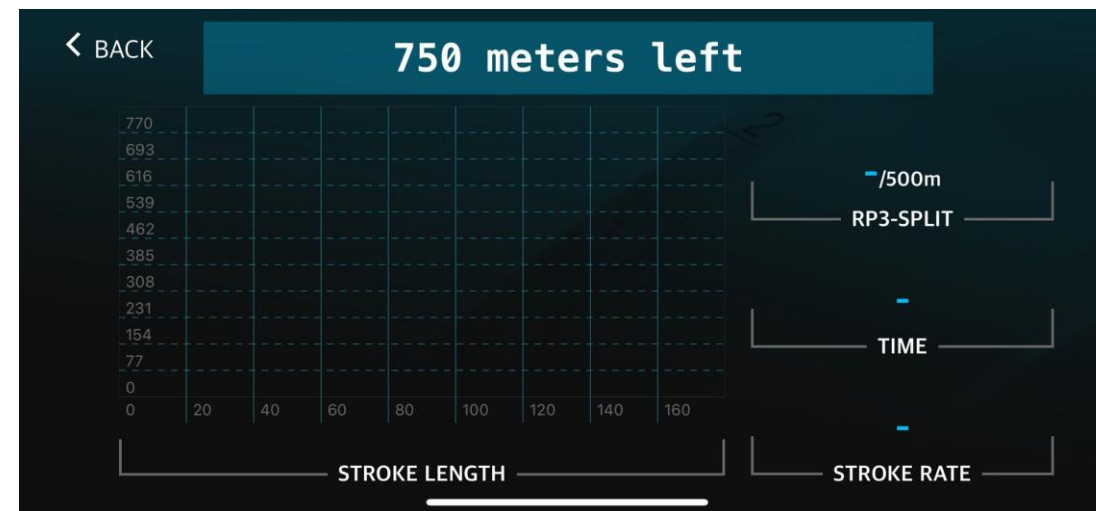 BACK
750 meters left
770
693
616
539
462
385
308
231
154
77
0
0 20 40 60 80 100 120 140 160
STROKE LENGTH
-/500m
RP3-SPLIT
-
TIME
-
STROKE RATE